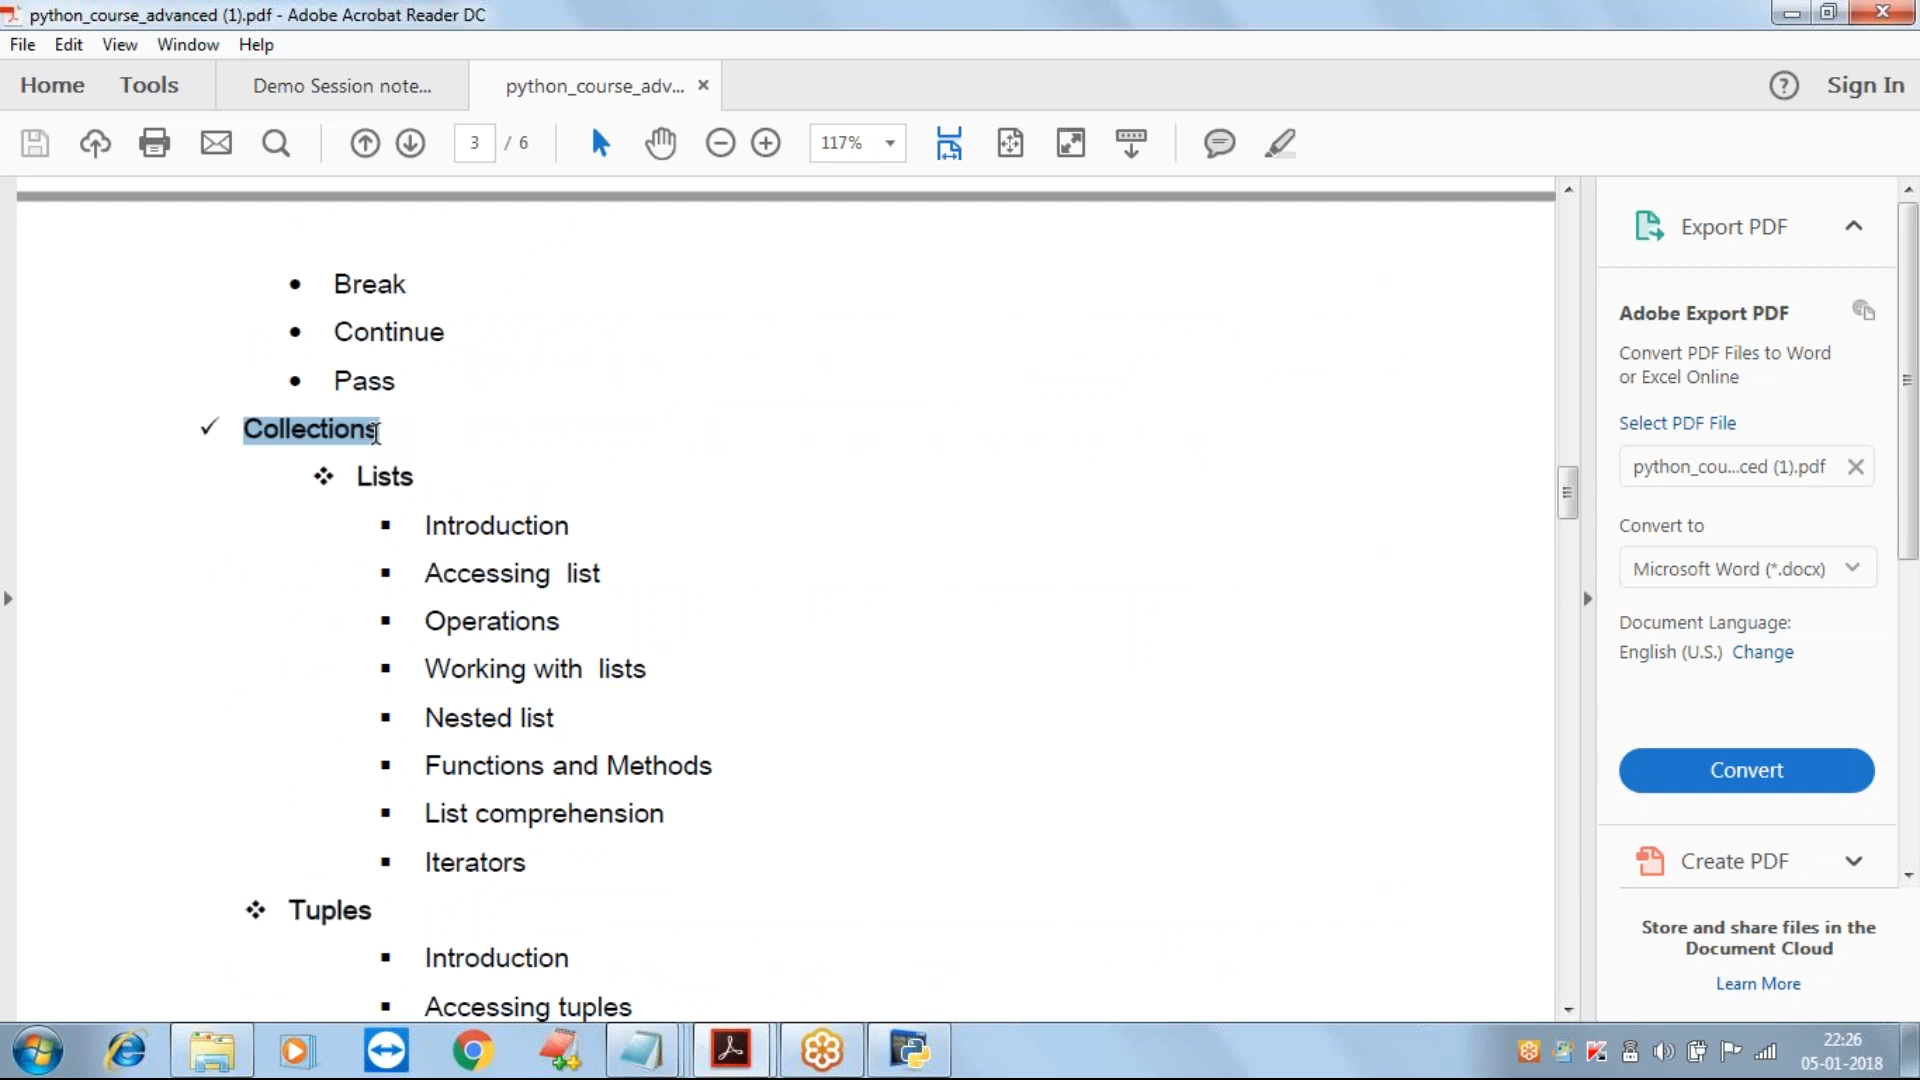 python_course_advanced (1).pdf - Adobe Acrobat Reader DC
File Edit View Window Help
Home Tools Demo Session note... python_course_adv... Sign In
3 / 6 117%
Export PDF
• Break
• Continue
• Pass
✓ Collections
❖ Lists
▪ Introduction
▪ Accessing list
▪ Operations
▪ Working with lists
▪ Nested list
▪ Functions and Methods
▪ List comprehension
▪ Iterators
❖ Tuples
▪ Introduction
▪ Accessing tuples
Adobe Export PDF
Convert PDF Files to Word
or Excel Online
Select PDF File
python_cou...ced (1).pdf
Convert to
Microsoft Word (*.docx)
Document Language:
English (U.S.) Change
Convert
Create PDF
Store and share files in the
Document Cloud
Learn More
22:26
05-01-2018